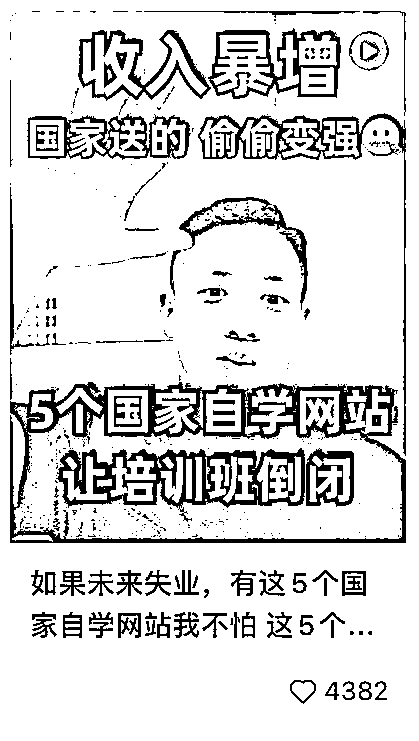 收入暴增
国家送的 偷偷变强
5个国家自学网站
让培训班倒闭
如果未来失业，有这5个国
家自学网站我不怕 这5个...
4382